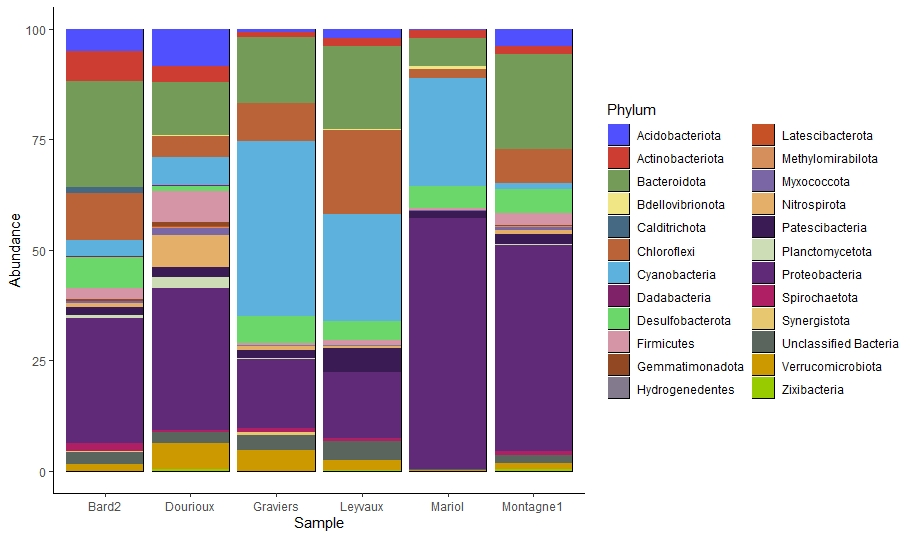 100
75
50
25
0
Abundance
Bard2
Dourioux
Graviers
Leyvaux
Mariol
Montagne1
Sample
Phylum
Acidobacteriota
Actinobacteriota
Bacteroidota
Bdellovibrionota
Calditrichota
Chloroflexi
Cyanobacteria
Dadabacteria
Desulfobacterota
Firmicutes
Gemmatimonadota
Hydrogenedentes
Latescibacterota
Methylomirabilota
Myxococcota
Nitrospirota
Patescibacteria
Planctomycetota
Proteobacteria
Spirochaetota
Synergistota
Unclassified Bacteria
Verrucomicrobiota
Zixibacteria